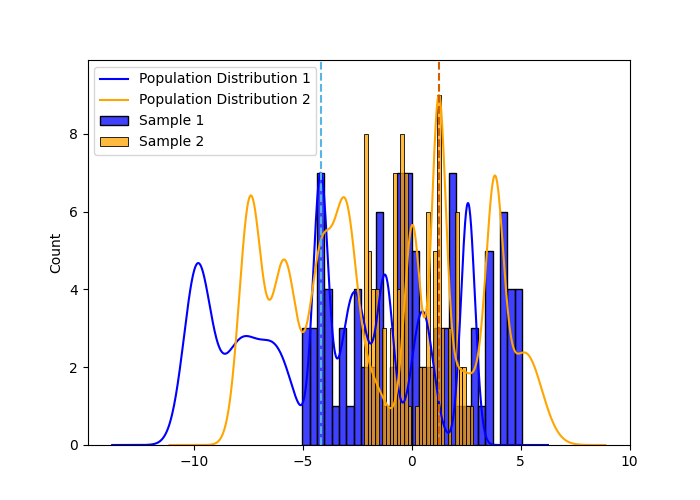 Population Distribution 1
Population Distribution 2
Sample 1
Sample 2
Count
8
6
4
2
0
−10
−5
0
5
10